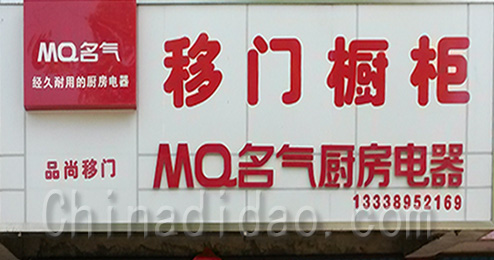 MQ名气
经久耐用的厨房电器
移门橱柜
品尚移门
MQ名气厨房电器
13338952169
Chinadidao.com